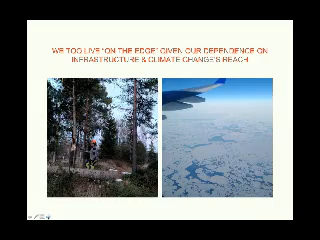 WE TOO LIVE "ON THE EDGE" GIVEN OUR DEPENDENCE ON
INFRASTRUCTURE & CLIMATE CHANGE'S REACH